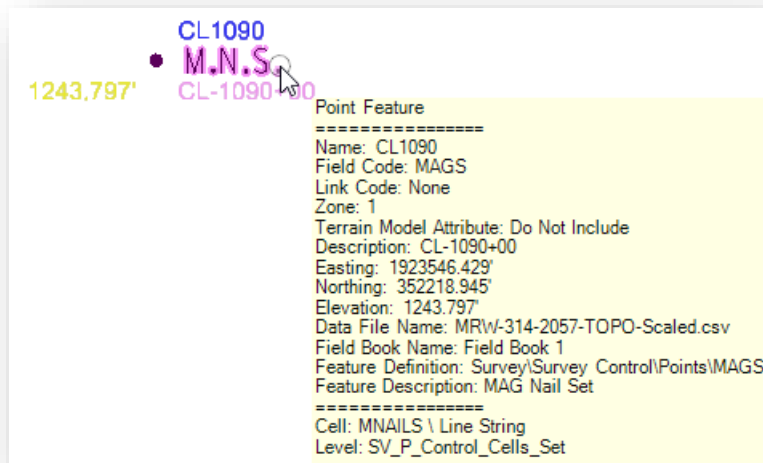 CL1090
M.N.S.
1243.797'
CL-1090+00
Point Feature
================
Name: CL1090
Field Code: MAGS
Link Code: None
Zone: 1
Terrain Model Attribute: Do Not Include
Description: CL-1090+00
Easting: 1923546.429'
Northing: 352218.945'
Elevation: 1243.797'
Data File Name: MRW-314-2057-TOPO-Scaled.csv
Field Book Name: Field Book 1
Feature Definition: Survey\Survey Control\Points\MAGS
Feature Description: MAG Nail Set
================
Cell: MNAILS \ Line String
Level: SV_P_Control_Cells_Set